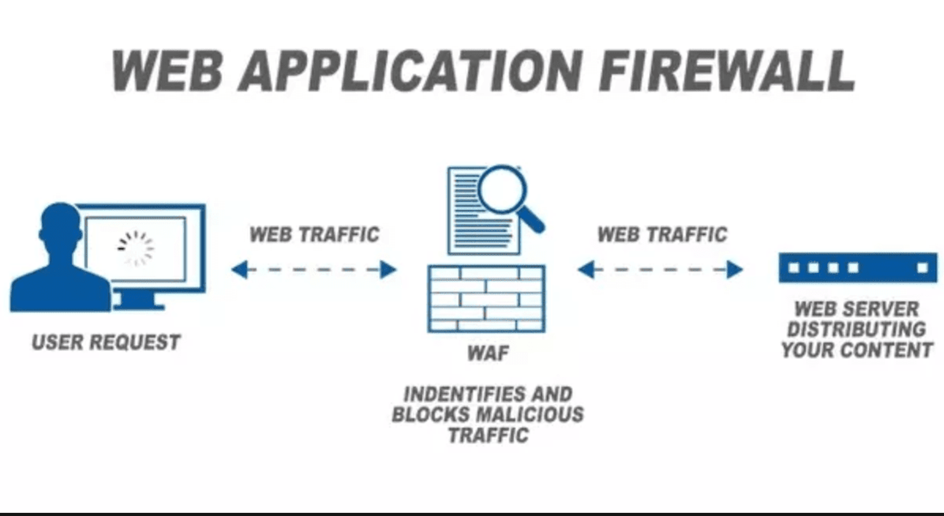 WEB APPLICATION FIREWALL
WEB TRAFFIC
WEB TRAFFIC
USER REQUEST
WAF
INDENTIFIES AND
BLOCKS MALICIOUS
TRAFFIC
WEB SERVER
DISTRIBUTING
YOUR CONTENT